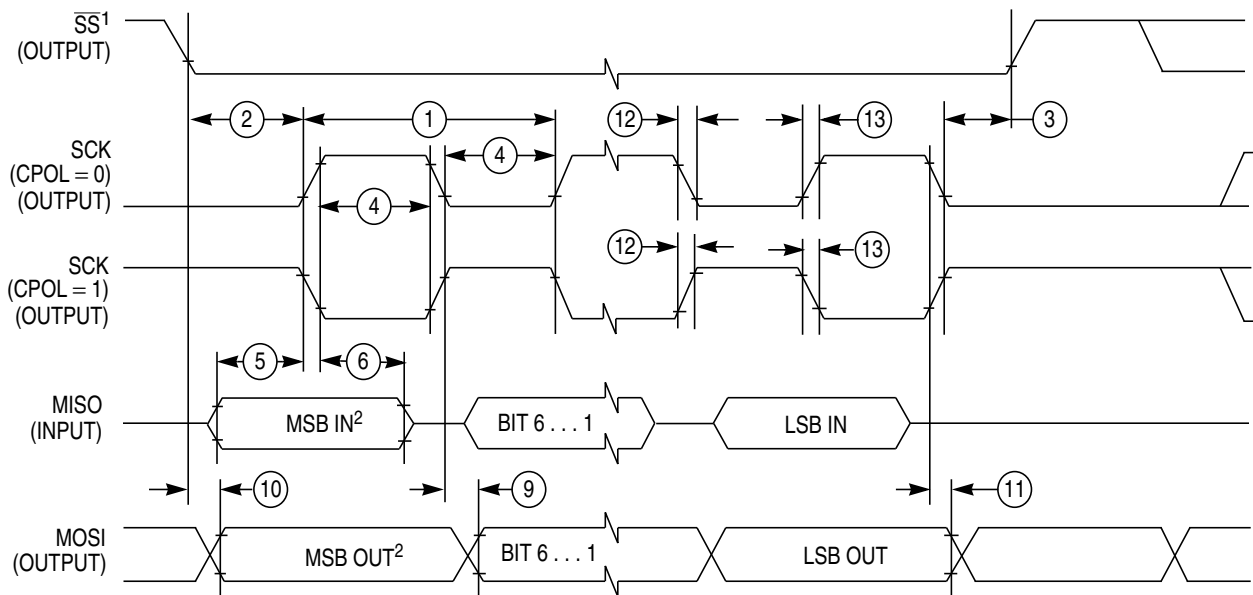 SS¹
(OUTPUT)
2
1
12
13
3
SCK
(CPOL = 0)
(OUTPUT)
4
4
12
13
SCK
(CPOL = 1)
(OUTPUT)
5
6
MISO
(INPUT)
MSB IN²
BIT 6 . . . 1
LSB IN
10
9
11
MOSI
(OUTPUT)
MSB OUT²
BIT 6 . . . 1
LSB OUT